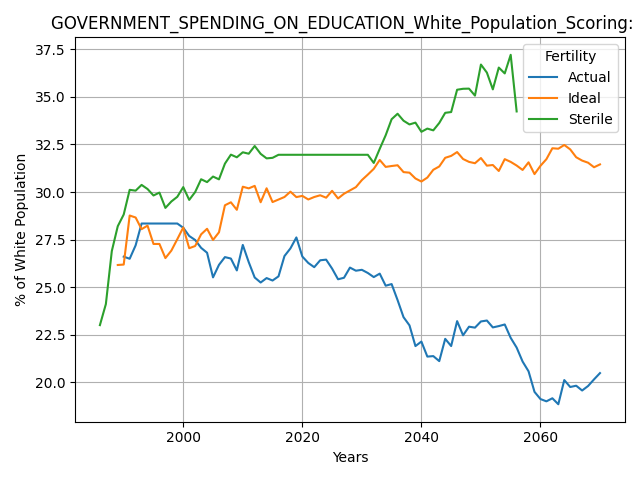 GOVERNMENT_SPENDING_ON_EDUCATION_White_Population_Scoring:
37.5
35.0
32.5
30.0
27.5
25.0
22.5
20.0
% of White Population
Fertility
Actual
Ideal
Sterile
2000 2020 2040 2060
Years